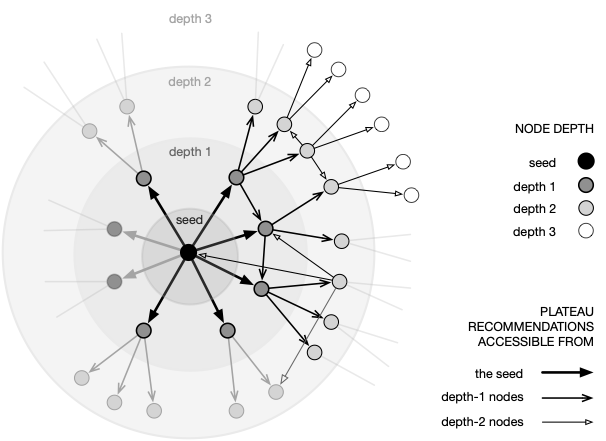 depth 3
depth 2
depth 1
seed
NODE DEPTH
seed
depth 1
depth 2
depth 3
PLATEAU
RECOMMENDATIONS
ACCESSIBLE FROM
the seed
depth-1 nodes
depth-2 nodes